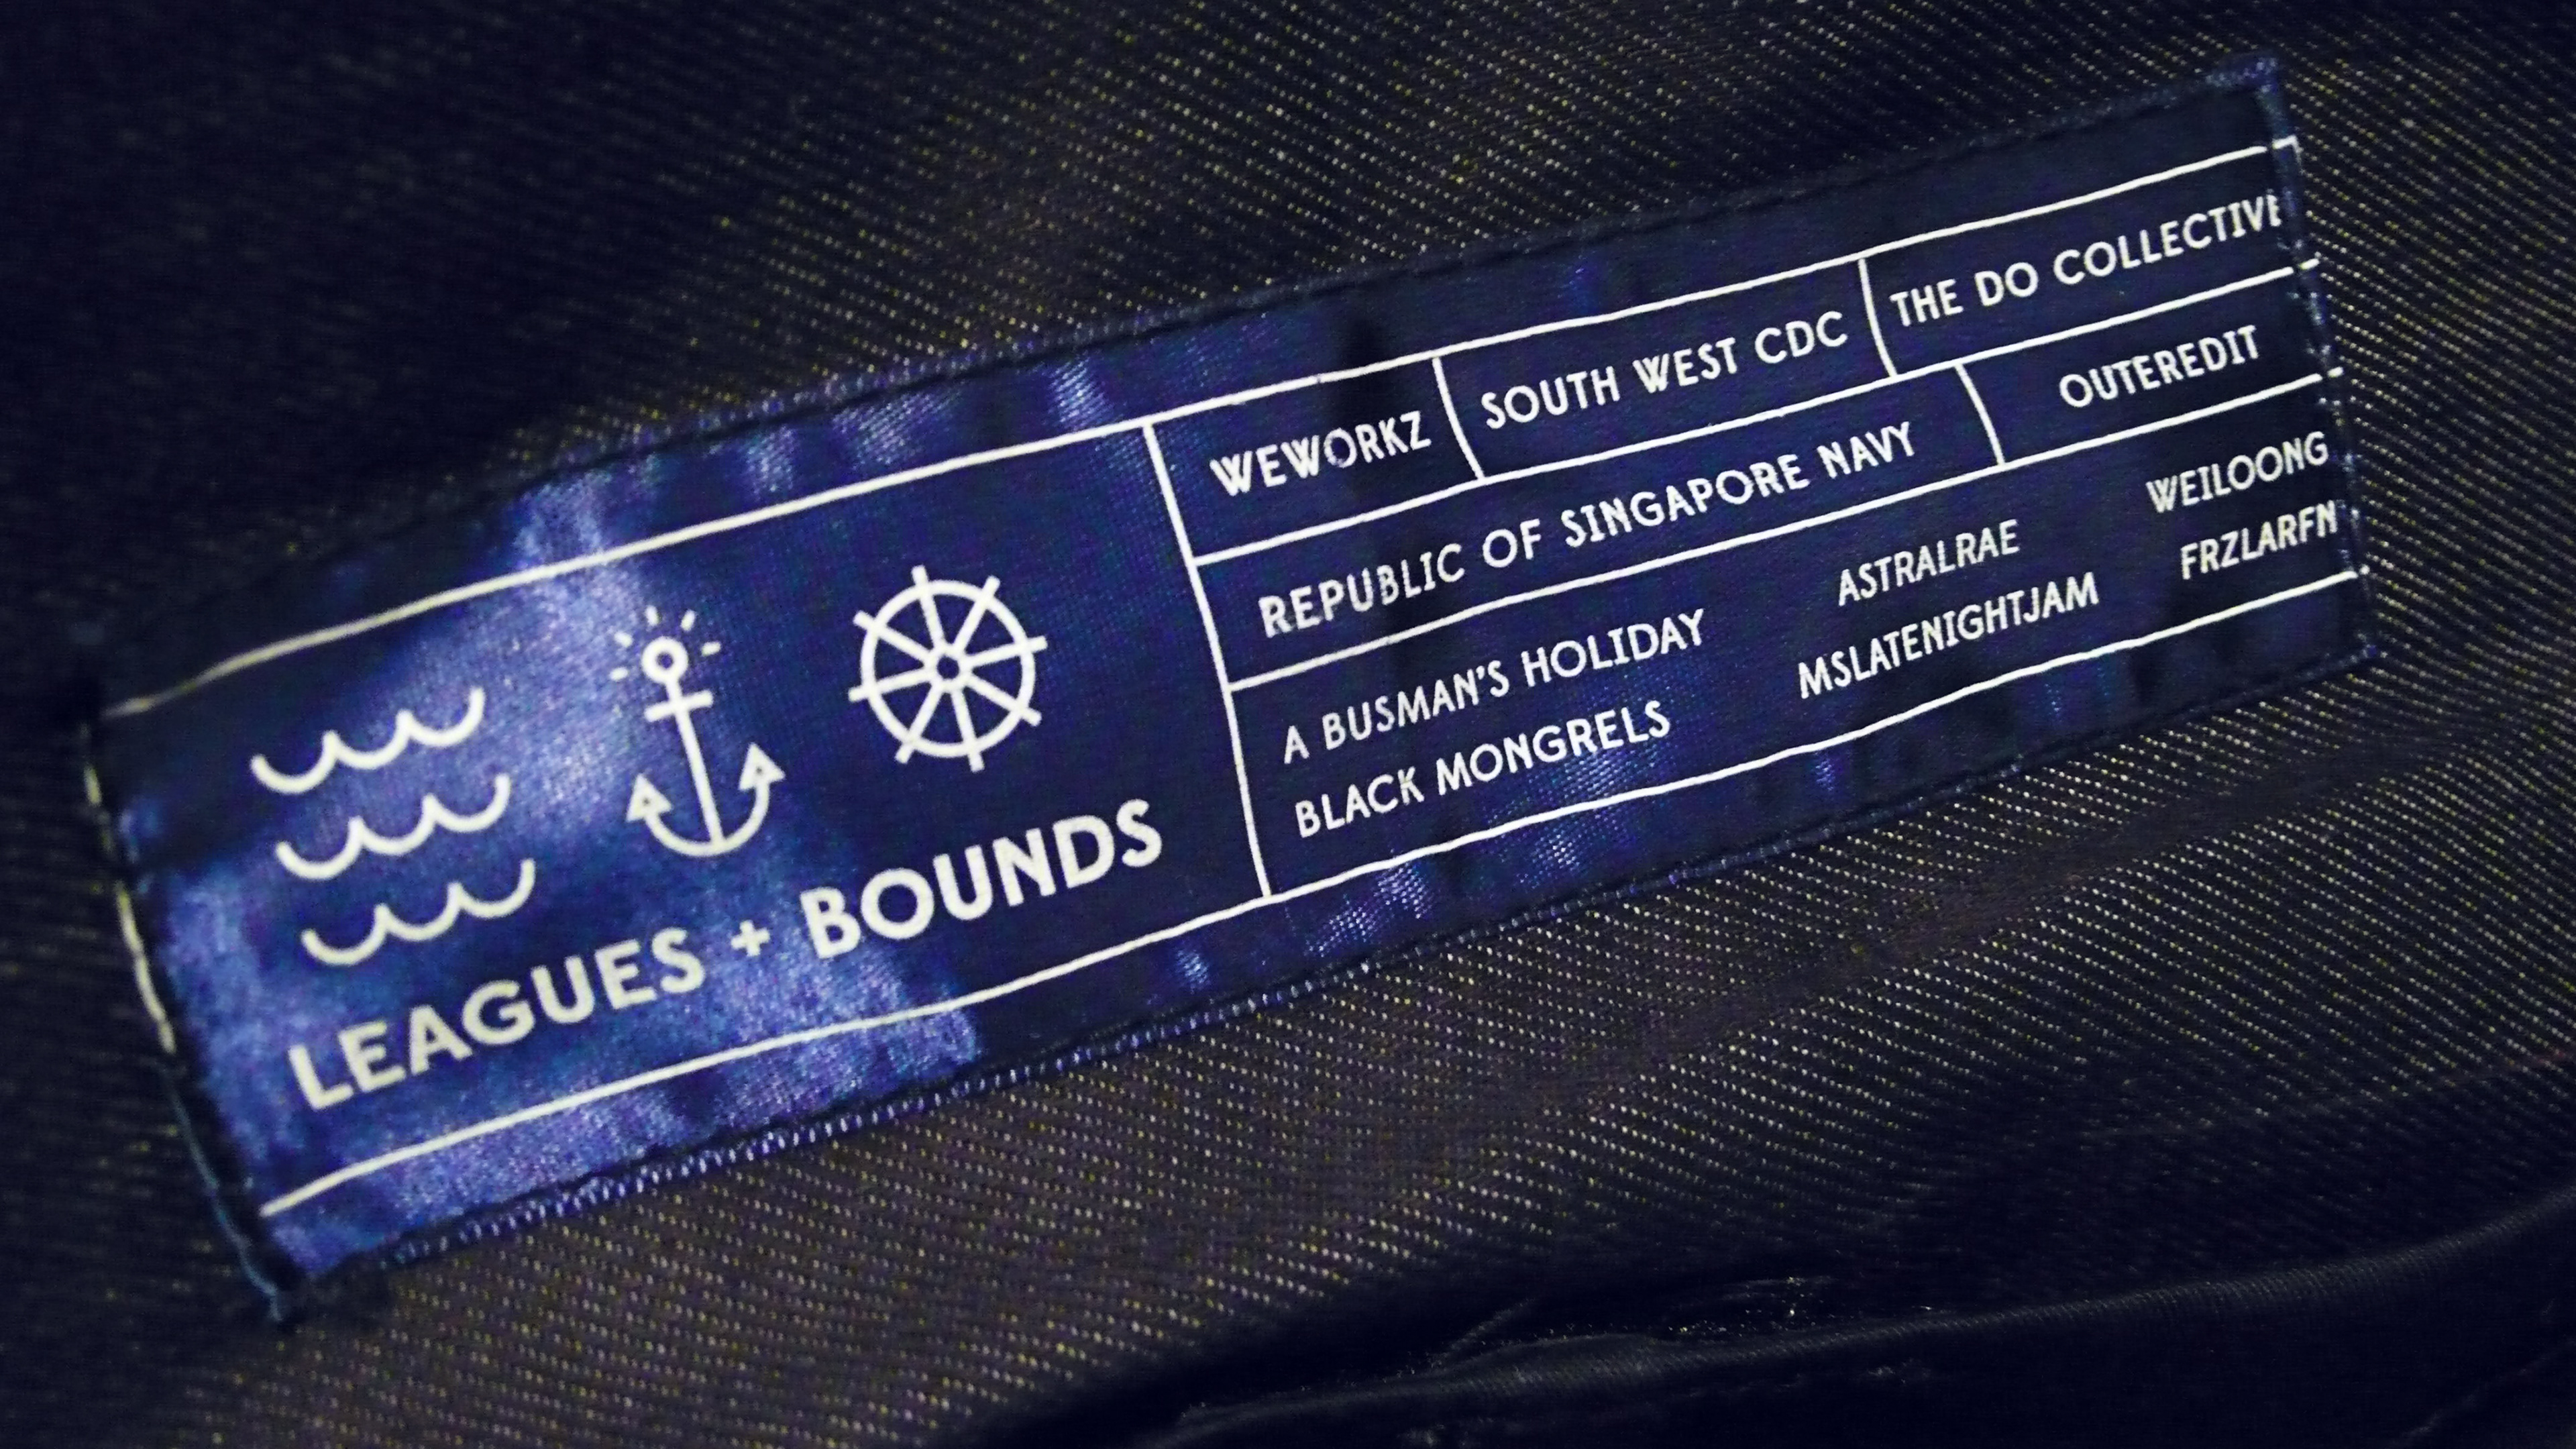 LEAGUES + BOUNDS
WEWORKZ
SOUTH WEST CDC
THE DO COLLECTIVE
REPUBLIC OF SINGAPORE NAVY
OUTEREDIT
A BUSMAN'S HOLIDAY
ASTRALRAE
WEILOONG
BLACK MONGRELS
MSLATENIGHTJAM
FRZLARFN